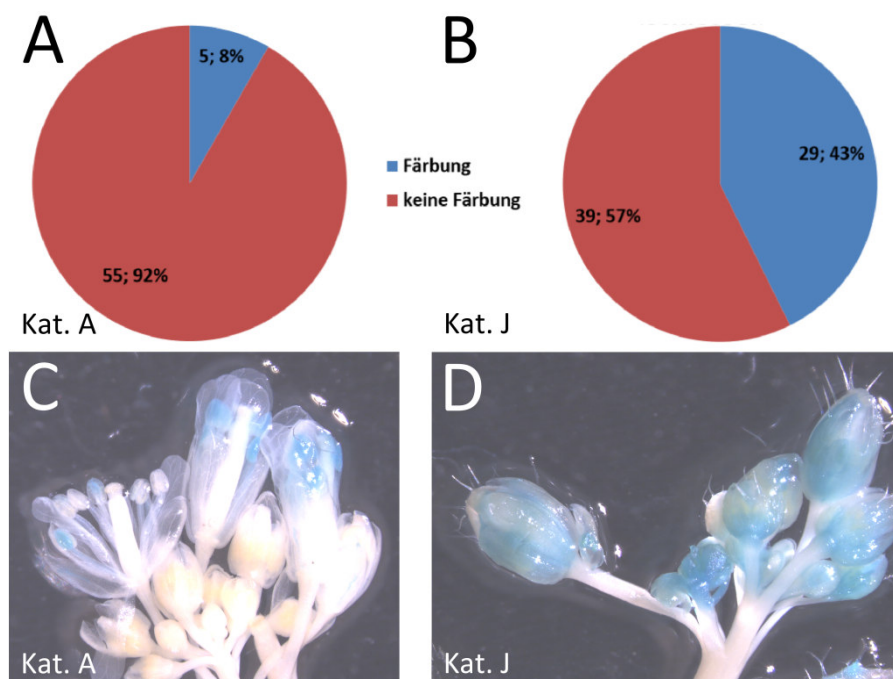 A
5; 8%
55; 92%
Kat. A
Färbung
keine Färbung
B
29; 43%
39; 57%
Kat. J
C
Kat. A
D
Kat. J